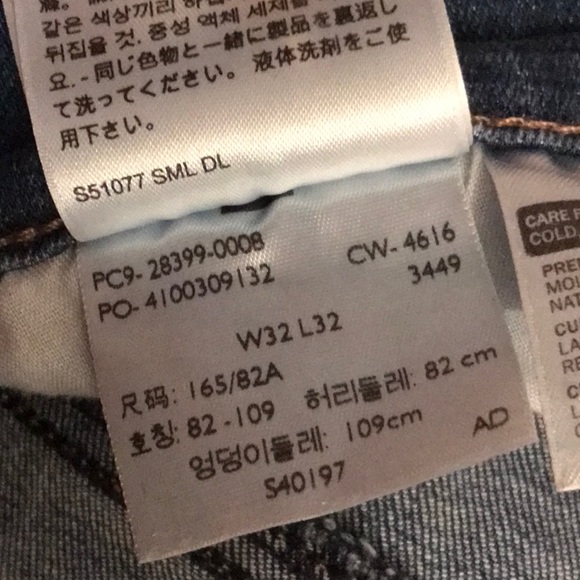 같은 색상끼리
뒤집을 것. 중성 액체 세제를
요. - 同じ色物と一緒に製品を裏返し
て洗ってください。 液体洗剤をご使
用下さい。
S51077 SML DL
PC9- 28399-0008
CW- 4616
PO- 4100309132
3449
W32 L32
尺码: 165/82A
호칭: 82 -109
허리둘레: 82 cm
엉덩이둘레: 109cm
AD
S40197
CARE
COLD.